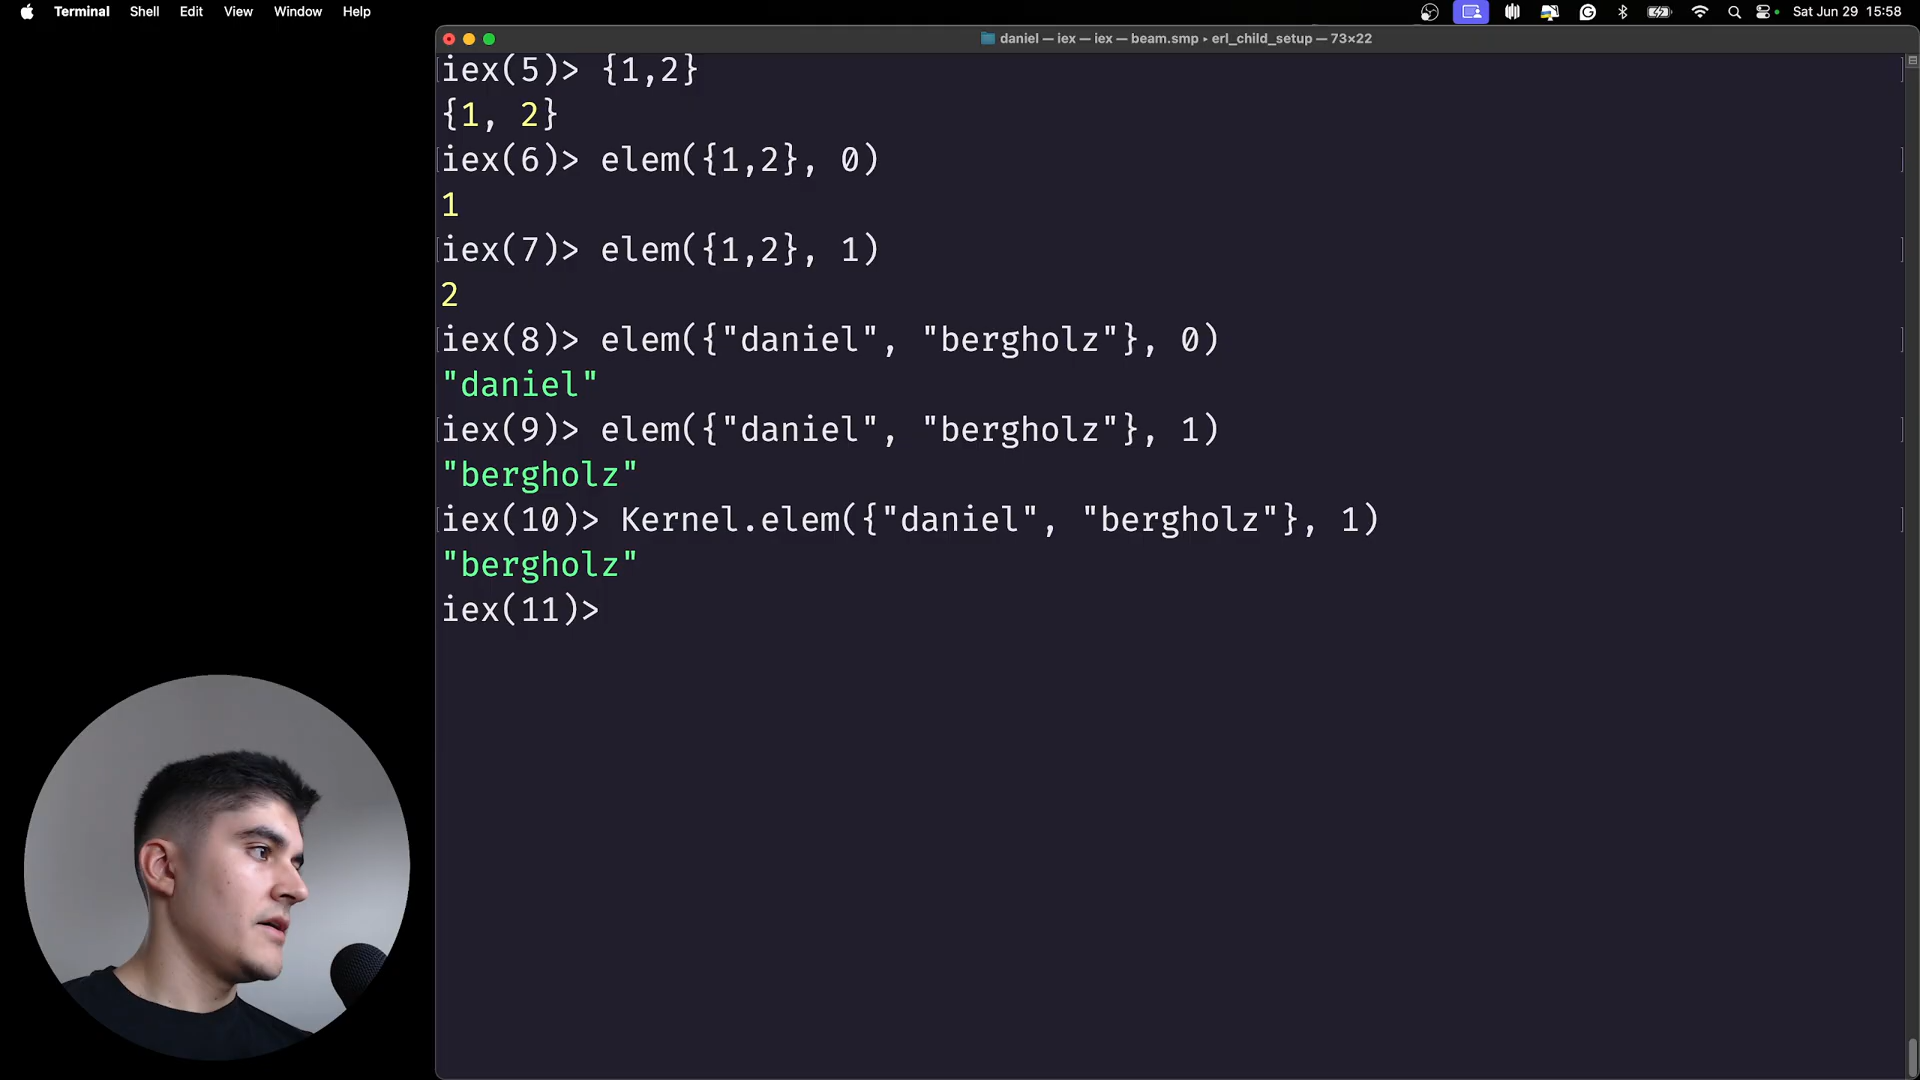 Terminal Shell Edit View Window Help Sat Jun 29 15:58
daniel — iex — iex — beam.smp ▸ erl_child_setup — 73×22
iex(5)> {1,2}
{1, 2}
iex(6)> elem({1,2}, 0)
1
iex(7)> elem({1,2}, 1)
2
iex(8)> elem({"daniel", "bergholz"}, 0)
"daniel"
iex(9)> elem({"daniel", "bergholz"}, 1)
"bergholz"
iex(10)> Kernel.elem({"daniel", "bergholz"}, 1)
"bergholz"
iex(11)>